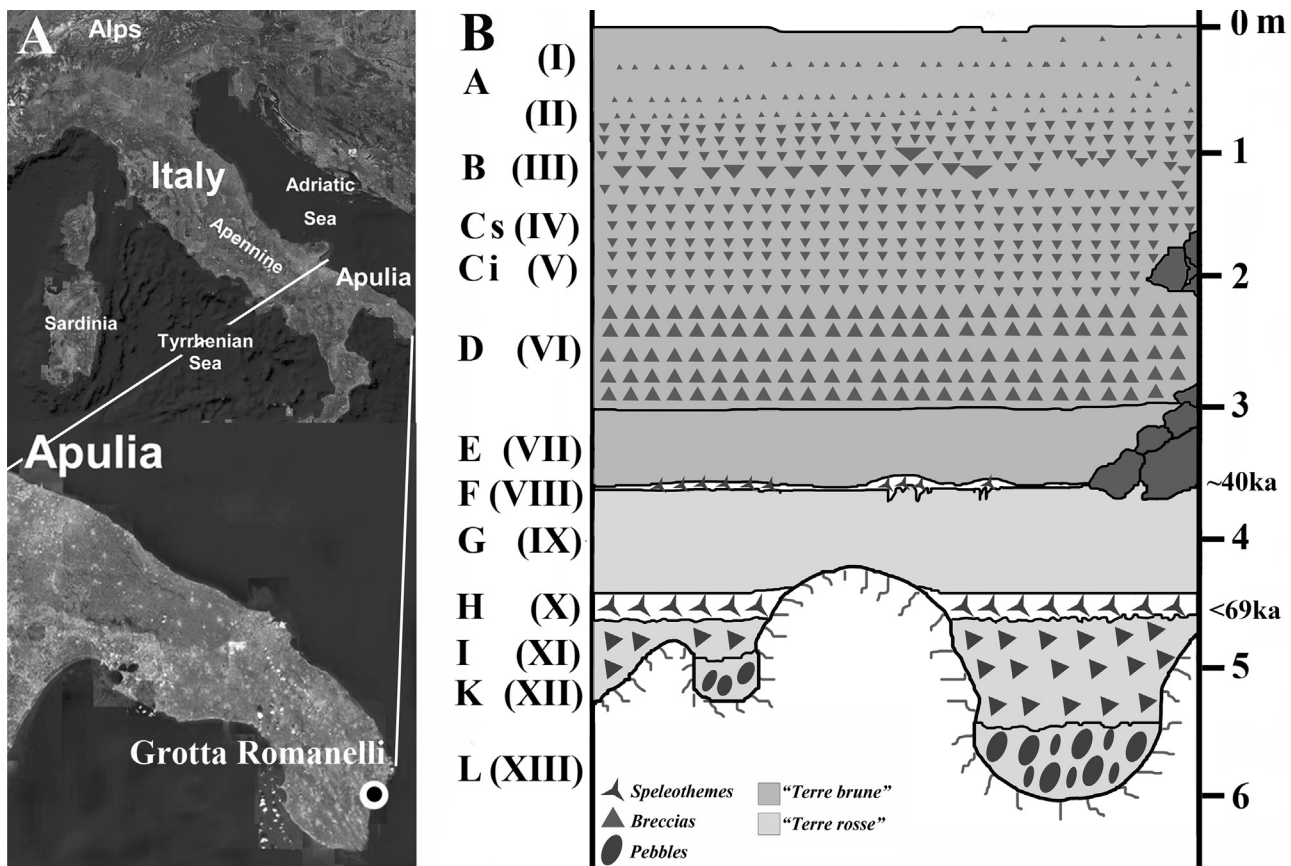 A
Alps
Italy
Adriatic
Sea
Apennine
Apulia
Sardinia
Tyrrhenian
Sea
Apulia
Grotta Romanelli
B
0 m
(I)
A
(II)
1
B (III)
Cs (IV)
Ci (V)
2
D (VI)
3
E (VII)
F (VIII)
~40ka
G (IX)
4
H (X)
<69ka
I (XI)
5
K (XII)
L (XIII)
6
Speleothemes
"Terre brune"
Breccias
"Terre rosse"
Pebbles